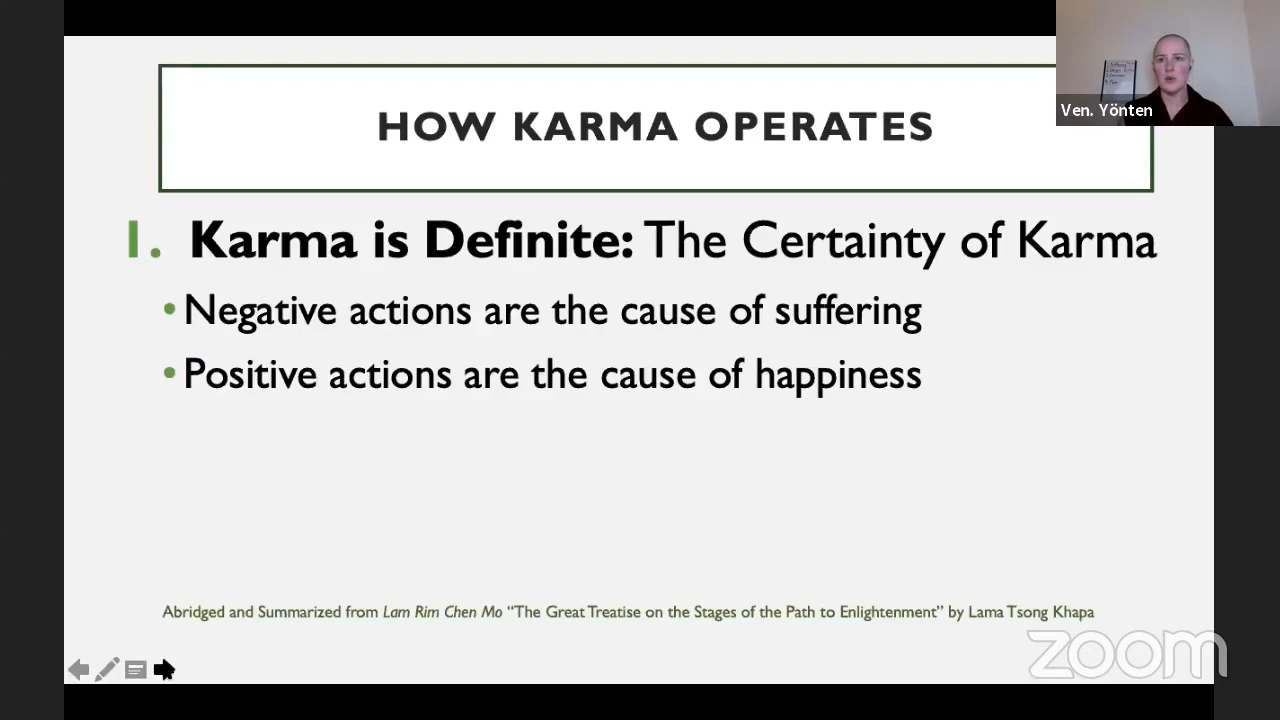 HOW KARMA OPERATES
Ven. Yönten
1. Karma is Definite: The Certainty of Karma
• Negative actions are the cause of suffering
• Positive actions are the cause of happiness
Abridged and Summarized from Lam Rim Chen Mo “The Great Treatise on the Stages of the Path to Enlightenment” by Lama Tsong Khapa
zoom